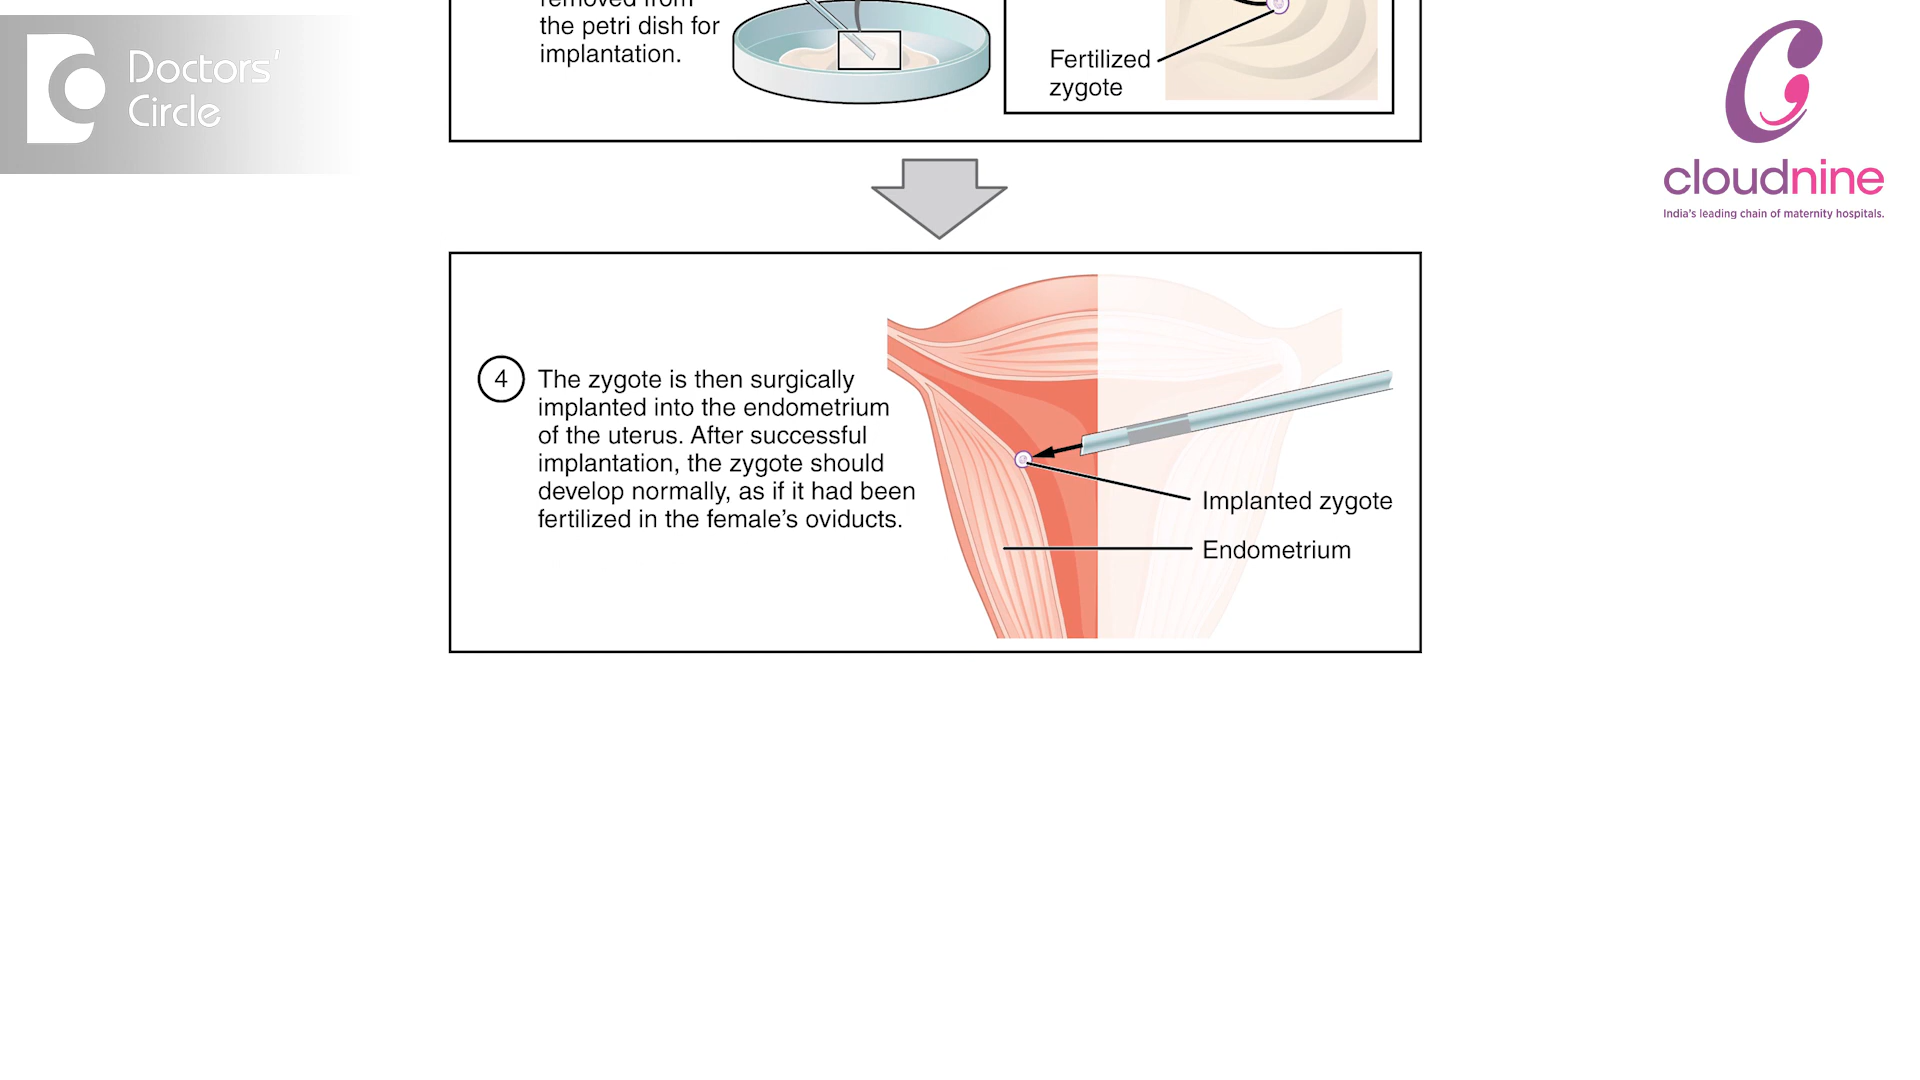 removed from
the petri dish for
implantation.
Fertilized
zygote
Doctors'
Circle
cloudnine
India's leading chain of maternity hospitals.
4
The zygote is then surgically
implanted into the endometrium
of the uterus. After successful
implantation, the zygote should
develop normally, as if it had been
fertilized in the female's oviducts.
Implanted zygote
Endometrium